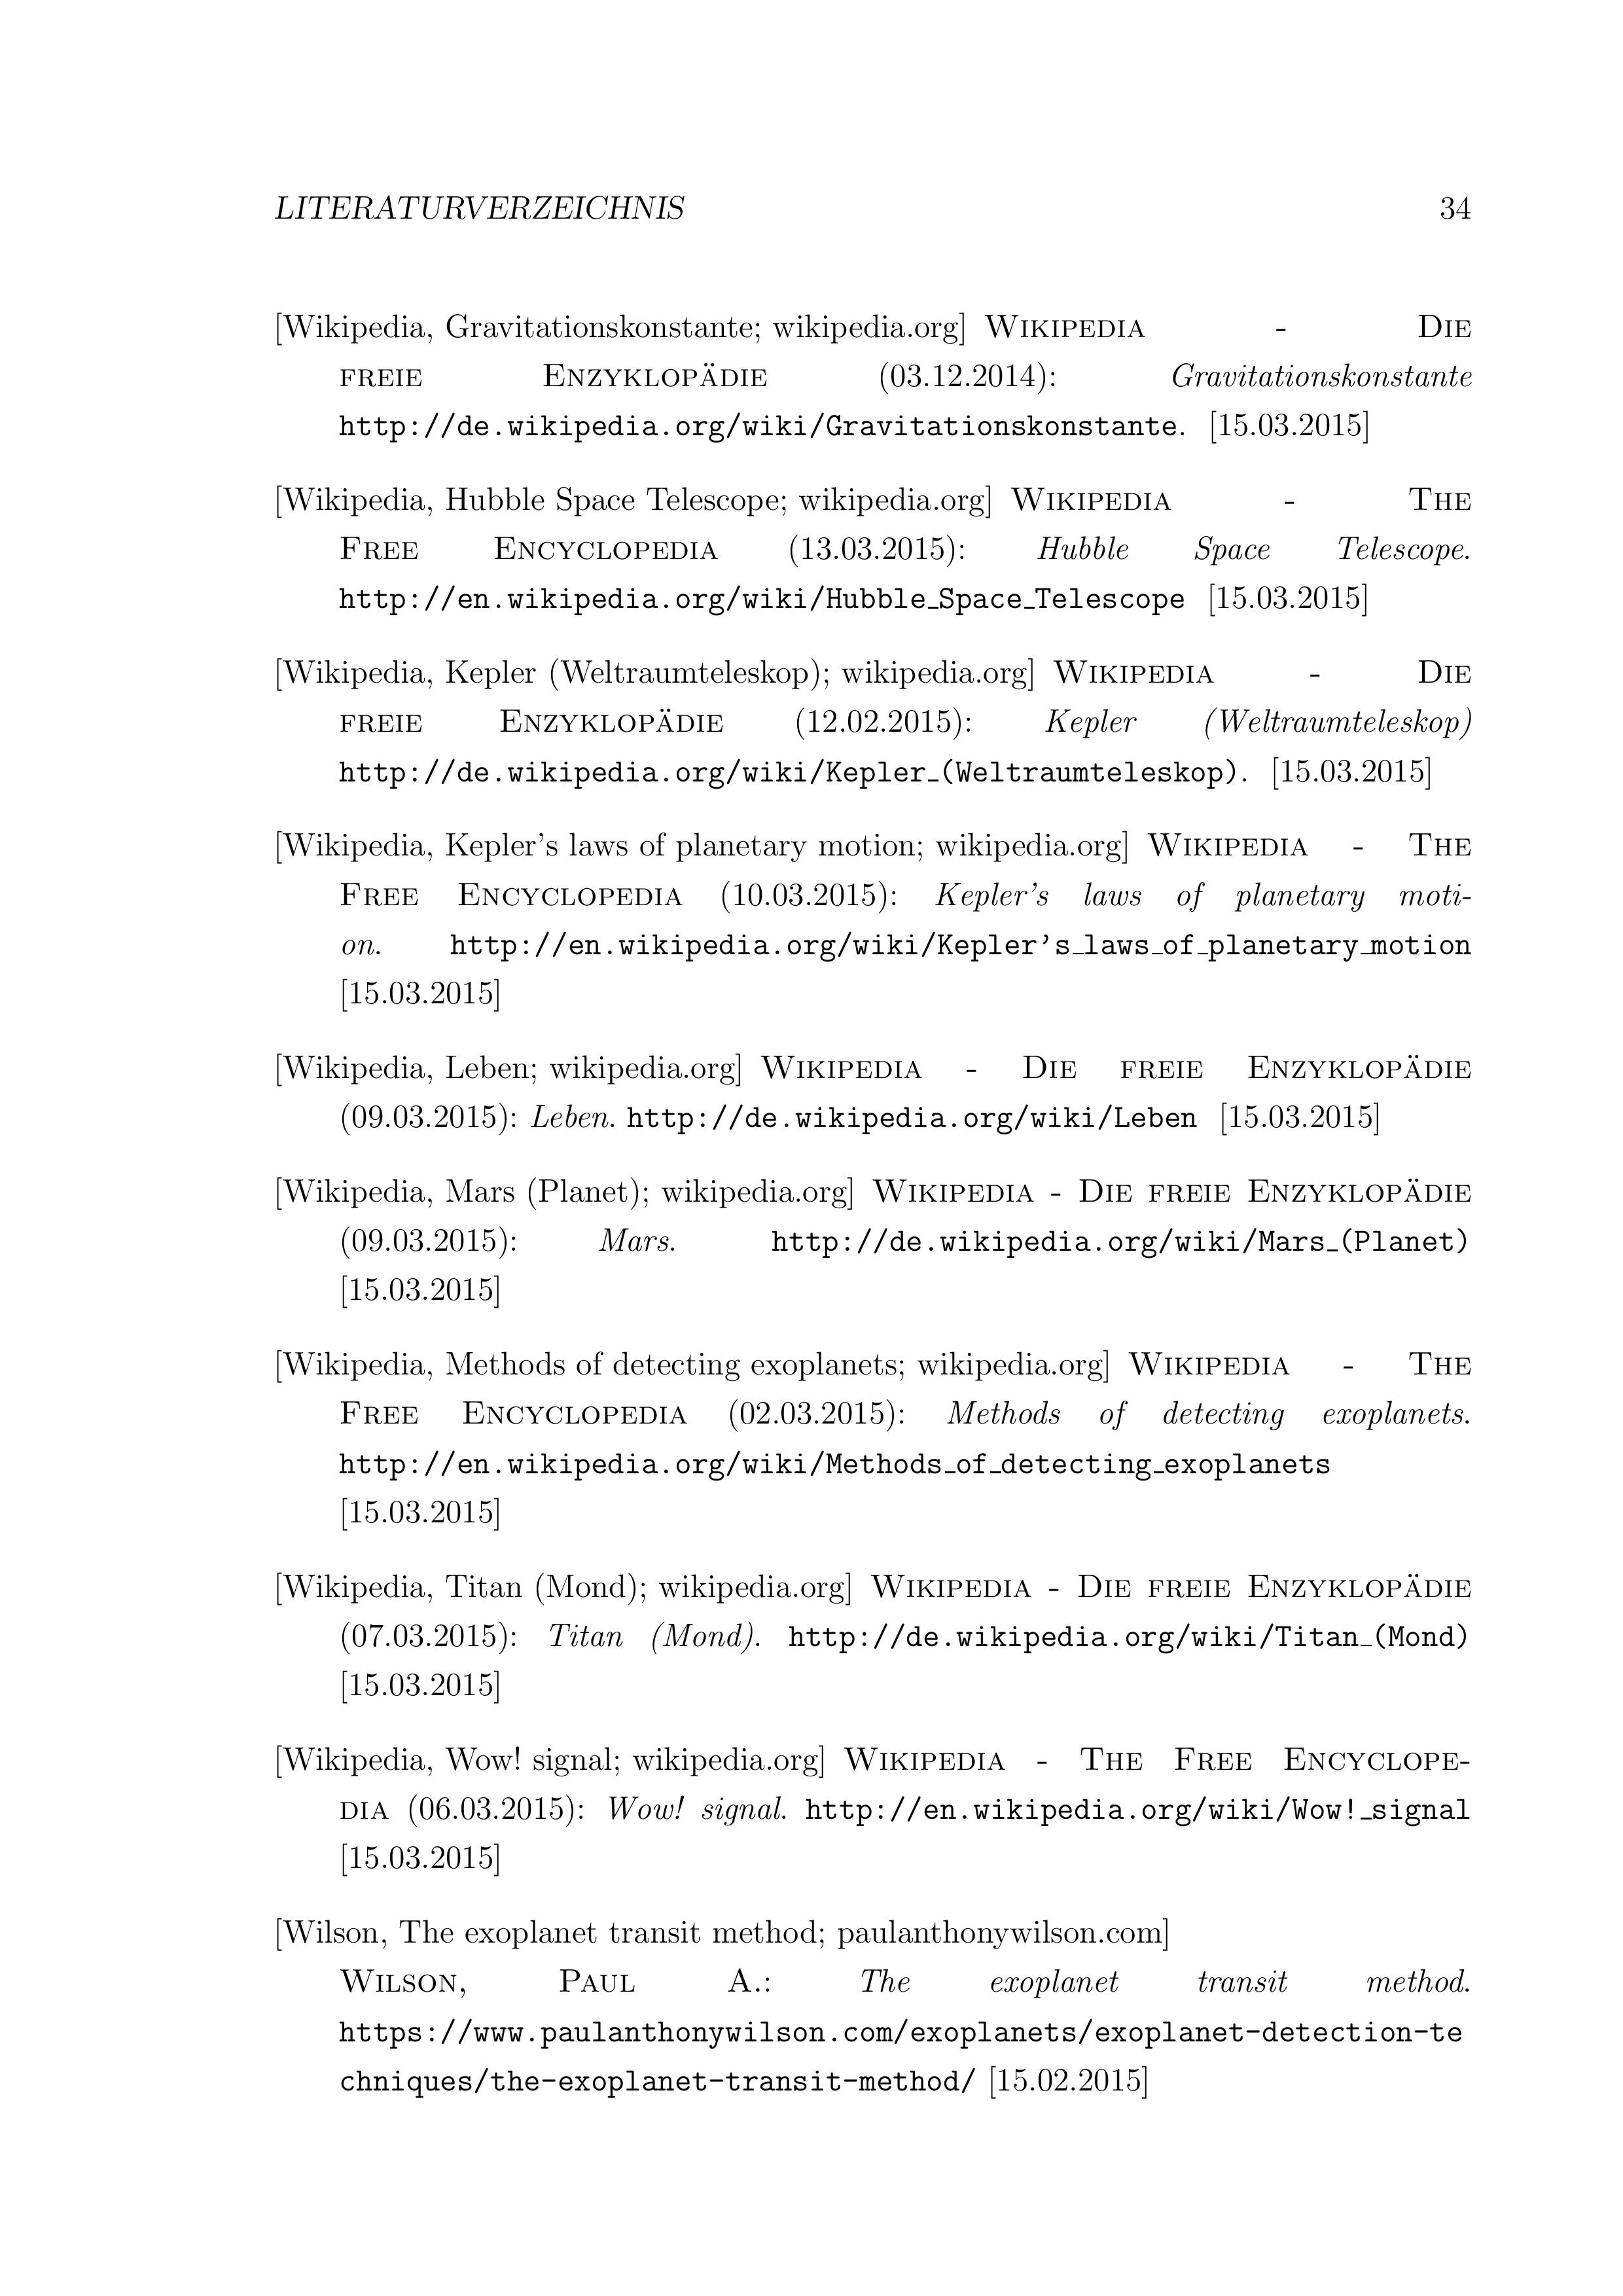 LITERATURVERZEICHNIS 34
[Wikipedia, Gravitationskonstante; wikipedia.org] WIKIPEDIA - DIE
FREIE ENZYKLOPÄDIE (03.12.2014): Gravitationskonstante
http://de.wikipedia.org/wiki/Gravitationskonstante. [15.03.2015]
[Wikipedia, Hubble Space Telescope; wikipedia.org] WIKIPEDIA - THE
FREE ENCYCLOPEDIA (13.03.2015): Hubble Space Telescope.
http://en.wikipedia.org/wiki/Hubble_Space_Telescope [15.03.2015]
[Wikipedia, Kepler (Weltraumteleskop); wikipedia.org] WIKIPEDIA - DIE
FREIE ENZYKLOPÄDIE (12.02.2015): Kepler (Weltraumteleskop)
http://de.wikipedia.org/wiki/Kepler_(Weltraumteleskop). [15.03.2015]
[Wikipedia, Kepler's laws of planetary motion; wikipedia.org] WIKIPEDIA - THE
FREE ENCYCLOPEDIA (10.03.2015): Kepler's laws of planetary moti-
on. http://en.wikipedia.org/wiki/Kepler's_laws_of_planetary_motion
[15.03.2015]
[Wikipedia, Leben; wikipedia.org] WIKIPEDIA - DIE FREIE ENZYKLOPÄDIE
(09.03.2015): Leben. http://de.wikipedia.org/wiki/Leben [15.03.2015]
[Wikipedia, Mars (Planet); wikipedia.org] WIKIPEDIA - DIE FREIE ENZYKLOPÄDIE
(09.03.2015): Mars. http://de.wikipedia.org/wiki/Mars_(Planet)
[15.03.2015]
[Wikipedia, Methods of detecting exoplanets; wikipedia.org] WIKIPEDIA - THE
FREE ENCYCLOPEDIA (02.03.2015): Methods of detecting exoplanets.
http://en.wikipedia.org/wiki/Methods_of_detecting_exoplanets
[15.03.2015]
[Wikipedia, Titan (Mond); wikipedia.org] WIKIPEDIA - DIE FREIE ENZYKLOPÄDIE
(07.03.2015): Titan (Mond). http://de.wikipedia.org/wiki/Titan_(Mond)
[15.03.2015]
[Wikipedia, Wow! signal; wikipedia.org] WIKIPEDIA - THE FREE ENCYCLOPE-
DIA (06.03.2015): Wow! signal. http://en.wikipedia.org/wiki/Wow!_signal
[15.03.2015]
[Wilson, The exoplanet transit method; paulanthonywilson.com]
WILSON, PAUL A.: The exoplanet transit method.
https://www.paulanthonywilson.com/exoplanets/exoplanet-detection-te
chniques/the-exoplanet-transit-method/ [15.02.2015]